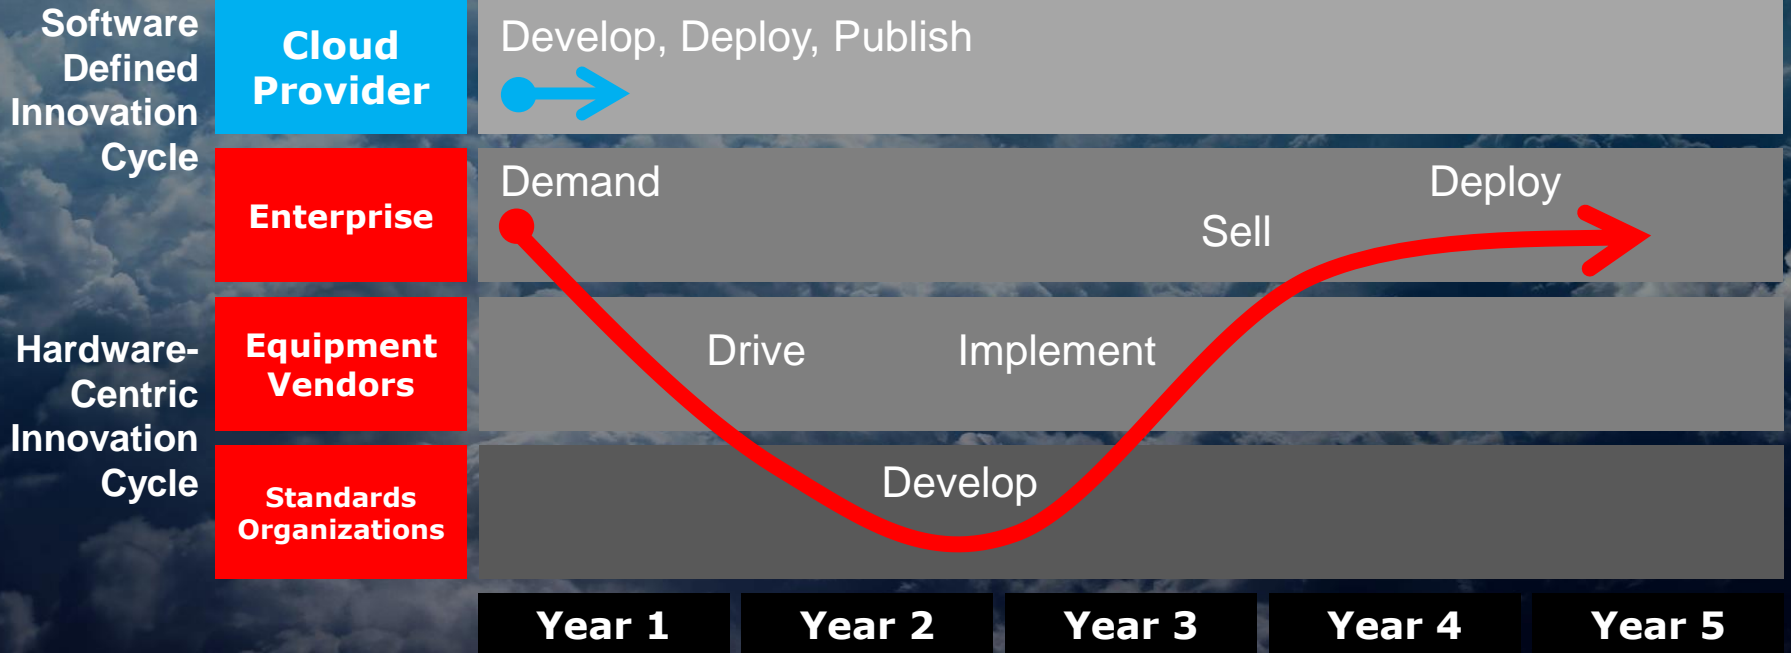 Software
Defined
Innovation
Cycle
Cloud
Provider
Develop, Deploy, Publish
Enterprise
Demand
Sell
Deploy
Hardware-
Centric
Innovation
Cycle
Equipment
Vendors
Drive
Implement
Standards
Organizations
Develop
Year 1
Year 2
Year 3
Year 4
Year 5